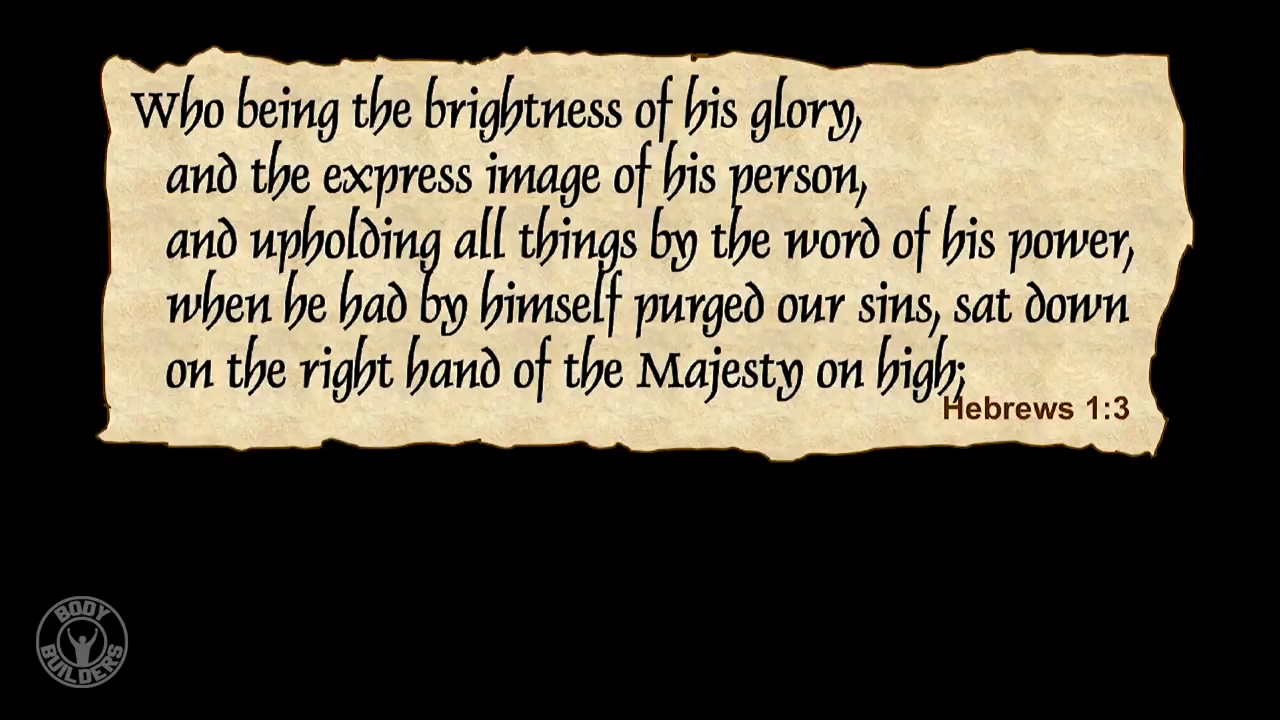 Who being the brightness of his glory,
and the express image of his person,
and upholding all things by the word of his power,
when he had by himself purged our sins, sat down
on the right hand of the Majesty on high;
Hebrews 1:3
BODY
BUILDERS